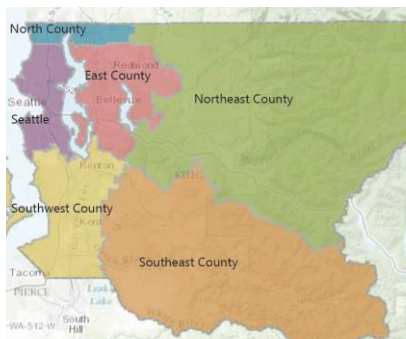 North County
East County
Redmond
Northeast County
Seattle
Bellevue
Seattle
Renton
KING
Southwest County
Kent
Southeast County
Tacoma
PIERCE
Lake
WA-512-W
South
Hill